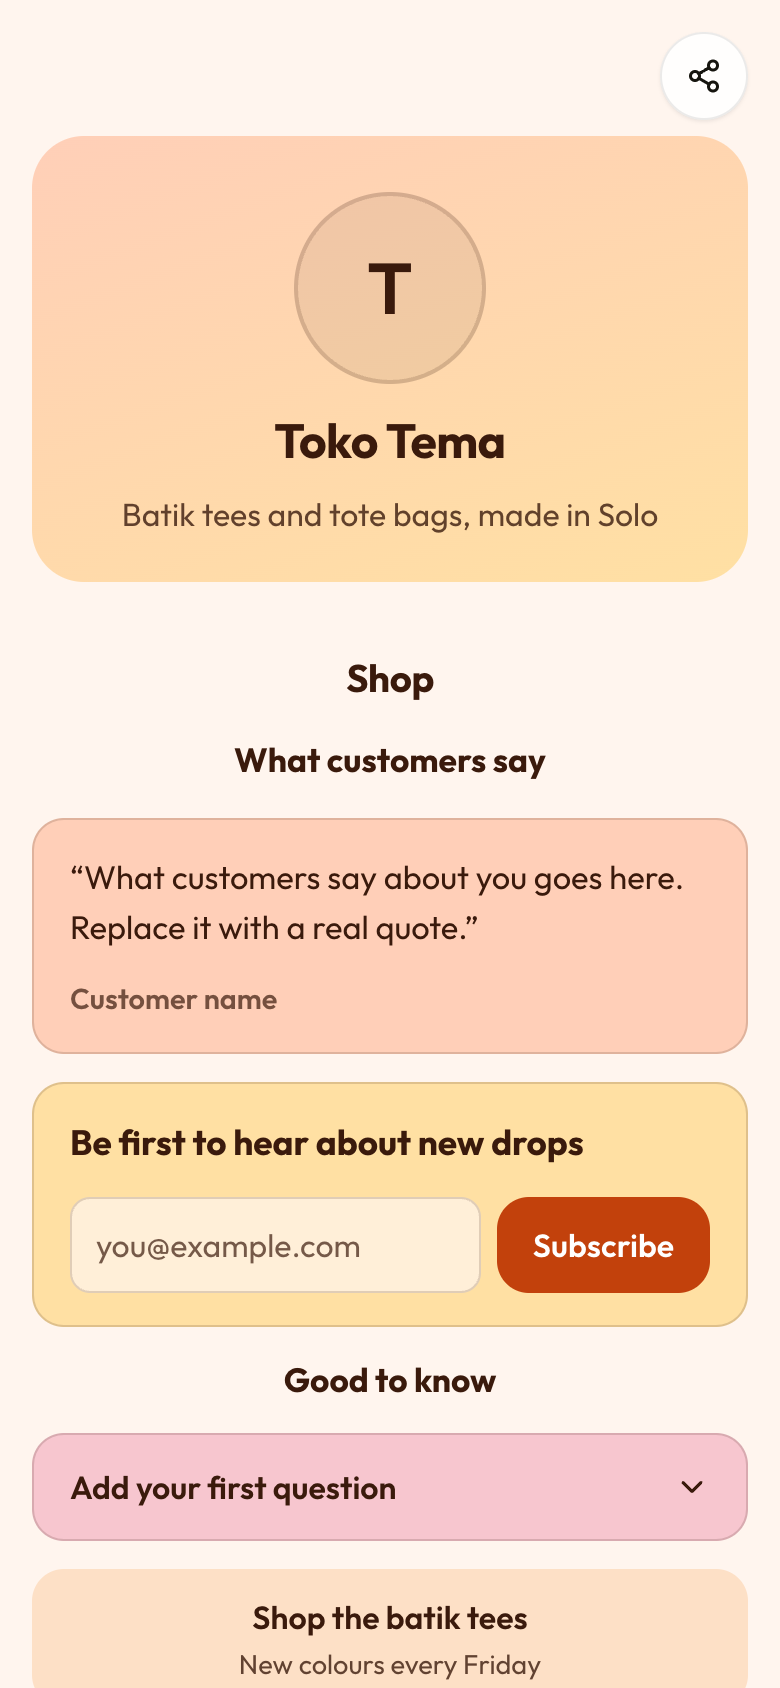 T
Toko Tema
Batik tees and tote bags, made in Solo
Shop
What customers say
“What customers say about you goes here.
Replace it with a real quote.”
Customer name
Be first to hear about new drops
you@example.com
Subscribe
Good to know
Add your first question
Shop the batik tees
New colours every Friday